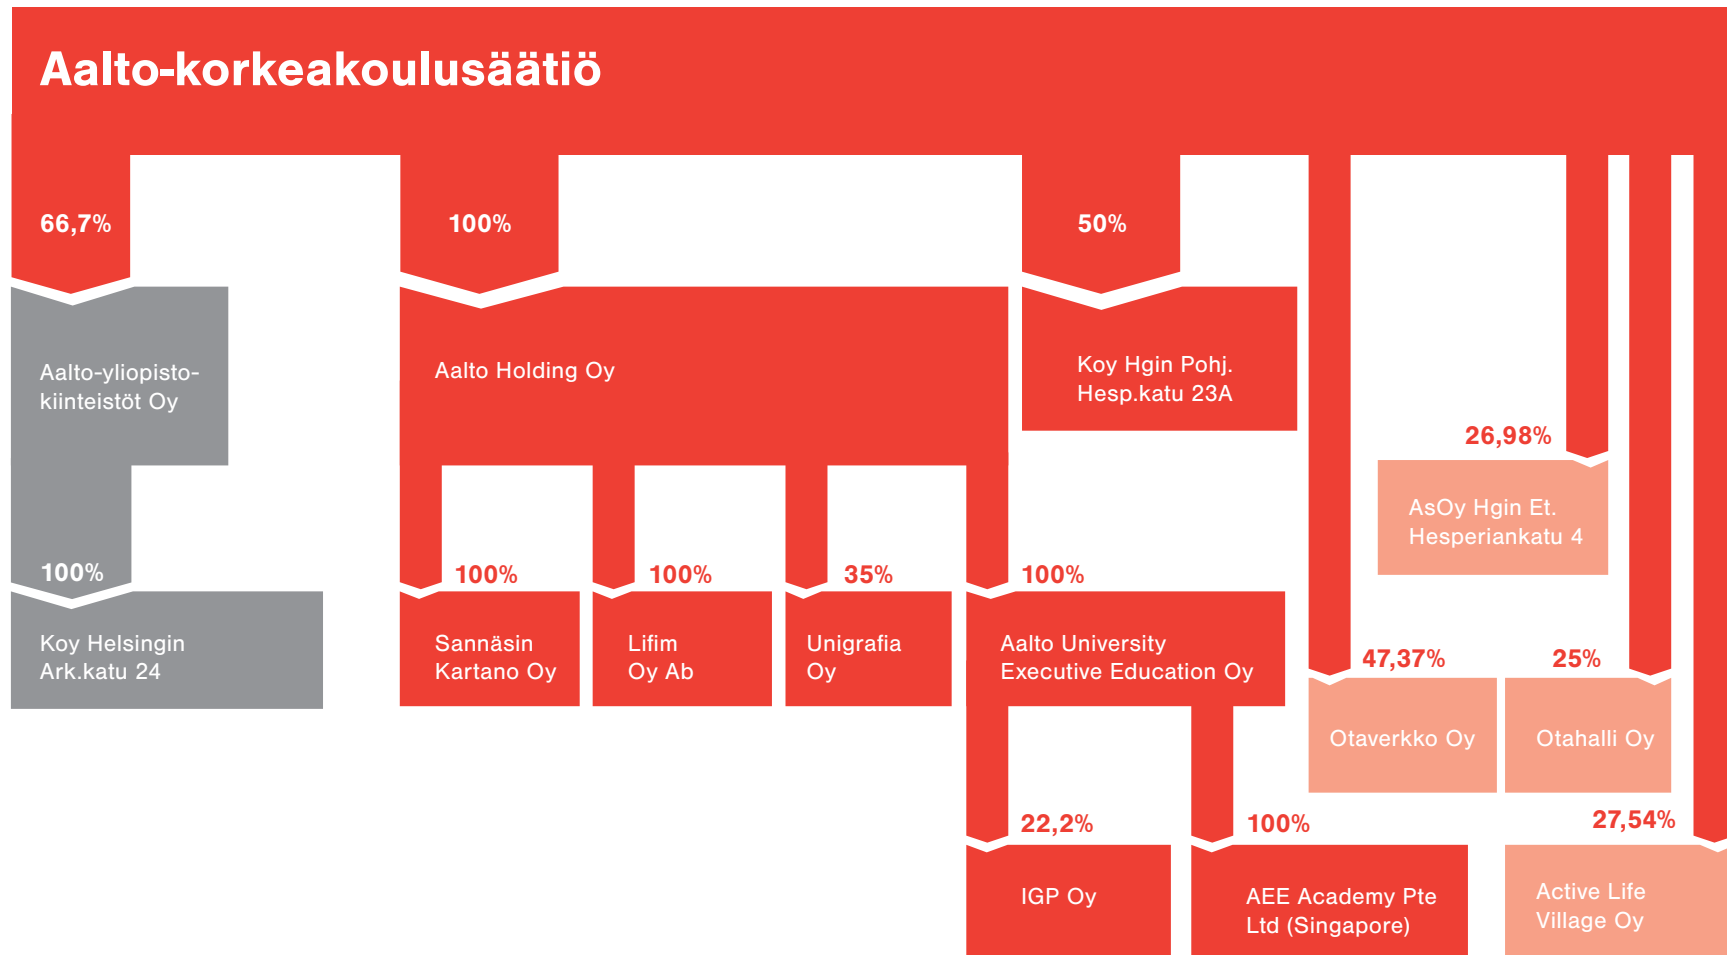 Aalto-korkeakoulusäätiö
66,7%
100%
50%
Aalto-yliopisto-
kiinteistöt Oy
Aalto Holding Oy
Koy Hgin Pohj.
Hesp.katu 23A
26,98%
AsOy Hgin Et.
Hesperiankatu 4
100%
100%
100%
35%
100%
Koy Helsingin
Ark.katu 24
Sannäsin
Kartano Oy
Lifim
Oy Ab
Unigrafia
Oy
Aalto University
Executive Education Oy
47,37%
25%
Otaverkko Oy
Otahalli Oy
22,2%
100%
27,54%
IGP Oy
AEE Academy Pte
Ltd (Singapore)
Active Life
Village Oy